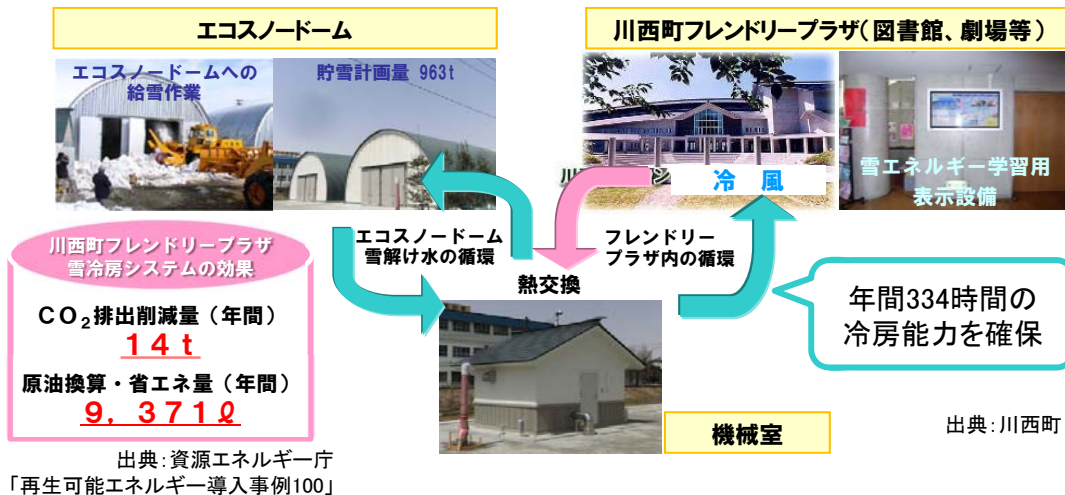 エコスノードーム
エコスノードームへの
給雪作業
貯雪計画量 963t
川西町フレンドリープラザ(図書館、劇場等)
冷風
雪エネルギー学習用
表示設備
川西町フレンドリープラザ
雪冷房システムの効果
CO₂排出削減量(年間)
14t
原油換算・省エネ量(年間)
9,371ℓ
出典:資源エネルギー庁
「再生可能エネルギー導入事例100」
エコスノードーム
雪解け水の循環
フレンドリー
プラザ内の循環
熱交換
年間334時間の
冷房能力を確保
機械室
出典:川西町